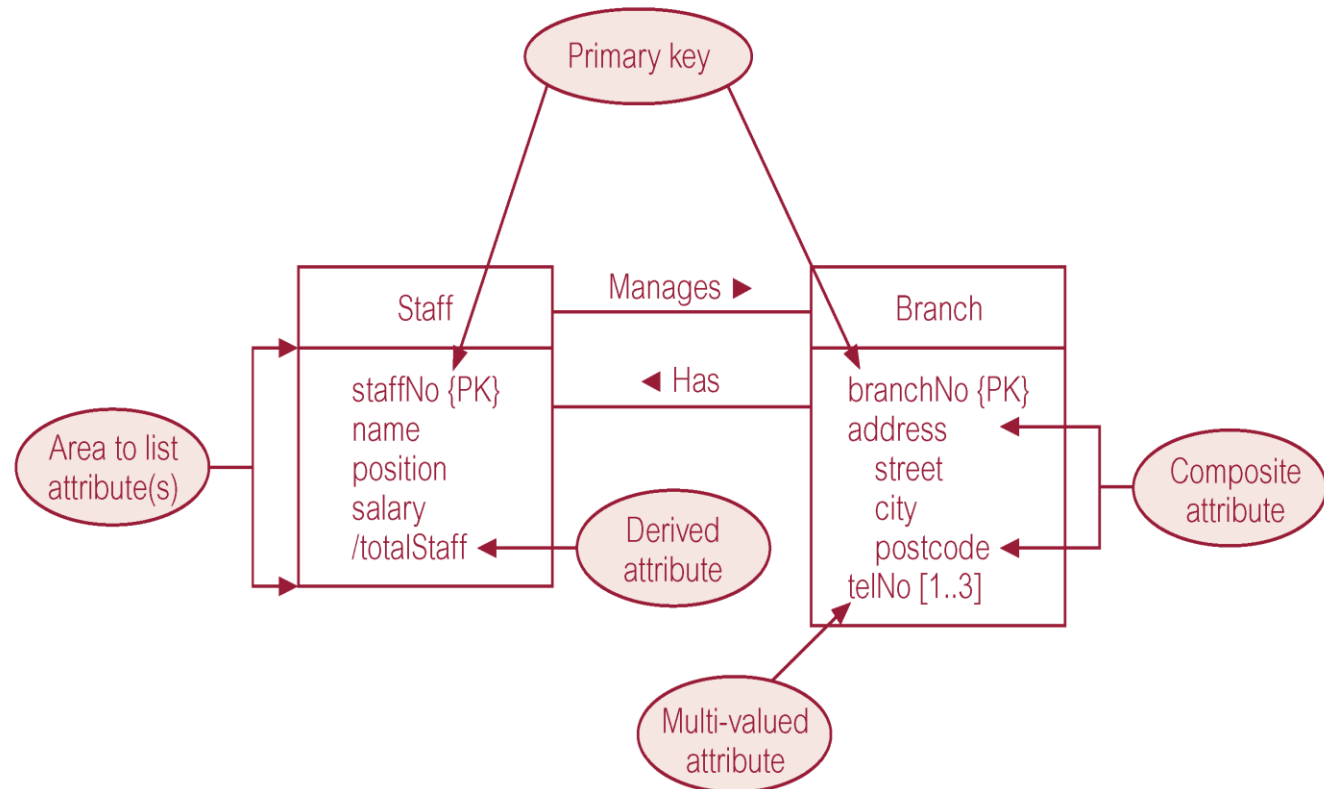 Primary key
Staff
Manages ►
Branch
◄ Has
staffNo {PK}
name
position
salary
/totalStaff
branchNo {PK}
address
street
city
postcode
telNo [1..3]
Area to list
attribute(s)
Derived
attribute
Composite
attribute
Multi-valued
attribute